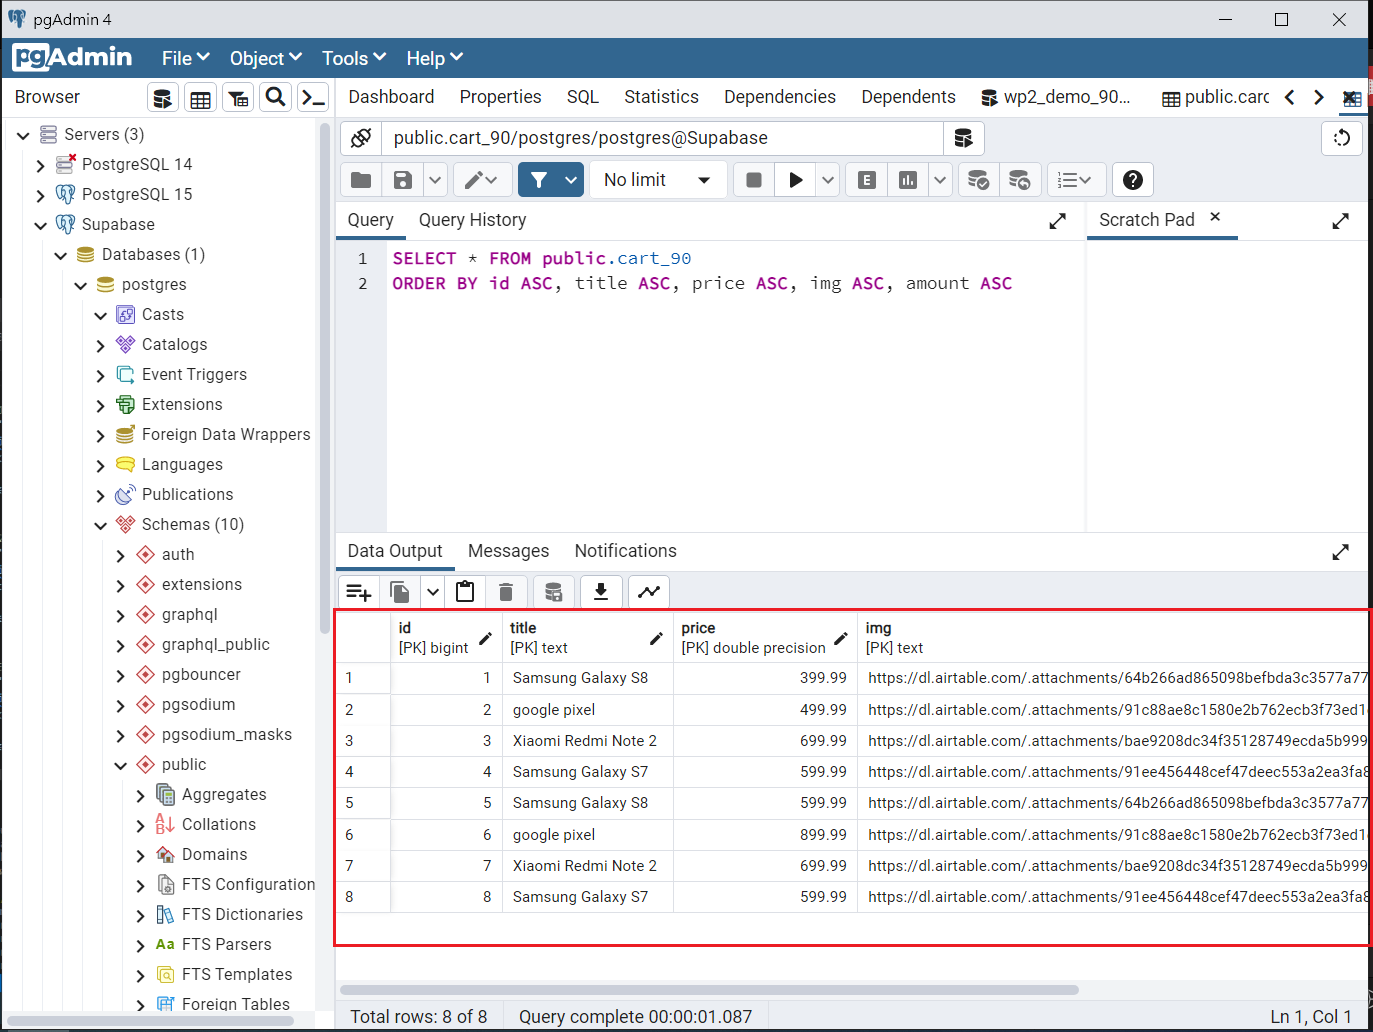 pgAdmin 4
pgAdmin File Object Tools Help
Browser
Dashboard Properties SQL Statistics Dependencies Dependents wp2_demo_90... public.carc
Servers (3)
PostgreSQL 14
PostgreSQL 15
Supabase
Databases (1)
postgres
Casts
Catalogs
Event Triggers
Extensions
Foreign Data Wrappers
Languages
Publications
Schemas (10)
auth
extensions
graphql
graphql_public
pgbouncer
pgsodium
pgsodium_masks
public
Aggregates
Collations
Domains
FTS Configuration
FTS Dictionaries
Aa FTS Parsers
FTS Templates
Foreign Tables
public.cart_90/postgres/postgres@Supabase
No limit E
Query Query History Scratch Pad
1 SELECT * FROM public.cart_90
2 ORDER BY id ASC, title ASC, price ASC, img ASC, amount ASC
Data Output Messages Notifications
id title price img
[PK] bigint [PK] text [PK] double precision [PK] text
1 1 Samsung Galaxy S8 399.99 https://dl.airtable.com/.attachments/64b266ad865098befbda3c3577a77
2 2 google pixel 499.99 https://dl.airtable.com/.attachments/91c88ae8c1580e2b762ecb3f73ed1
3 3 Xiaomi Redmi Note 2 699.99 https://dl.airtable.com/.attachments/bae9208dc34f35128749ecda5b999
4 4 Samsung Galaxy S7 599.99 https://dl.airtable.com/.attachments/91ee456448cef47deec553a2ea3fa8
5 5 Samsung Galaxy S8 599.99 https://dl.airtable.com/.attachments/64b266ad865098befbda3c3577a77
6 6 google pixel 899.99 https://dl.airtable.com/.attachments/91c88ae8c1580e2b762ecb3f73ed1
7 7 Xiaomi Redmi Note 2 699.99 https://dl.airtable.com/.attachments/bae9208dc34f35128749ecda5b999
8 8 Samsung Galaxy S7 599.99 https://dl.airtable.com/.attachments/91ee456448cef47deec553a2ea3fa8
Total rows: 8 of 8 Query complete 00:00:01.087 Ln 1, Col 1